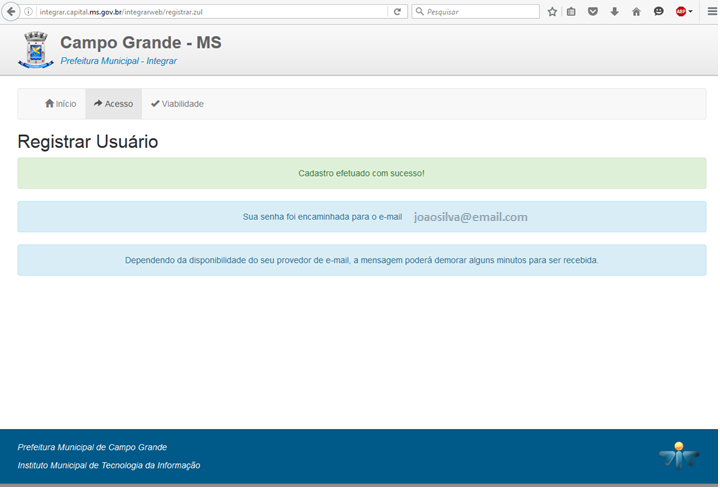 integrar.capital.ms.gov.br/integrarweb/registrar.zul
Pesquisar
ABP
Campo Grande - MS
Prefeitura Municipal - Integrar
Início
Acesso
Viabilidade
Registrar Usuário
Cadastro efetuado com sucesso!
Sua senha foi encaminhada para o e-mail joaosilva@email.com
Dependendo da disponibilidade do seu provedor de e-mail, a mensagem poderá demorar alguns minutos para ser recebida.
Prefeitura Municipal de Campo Grande
Instituto Municipal de Tecnologia da Informação